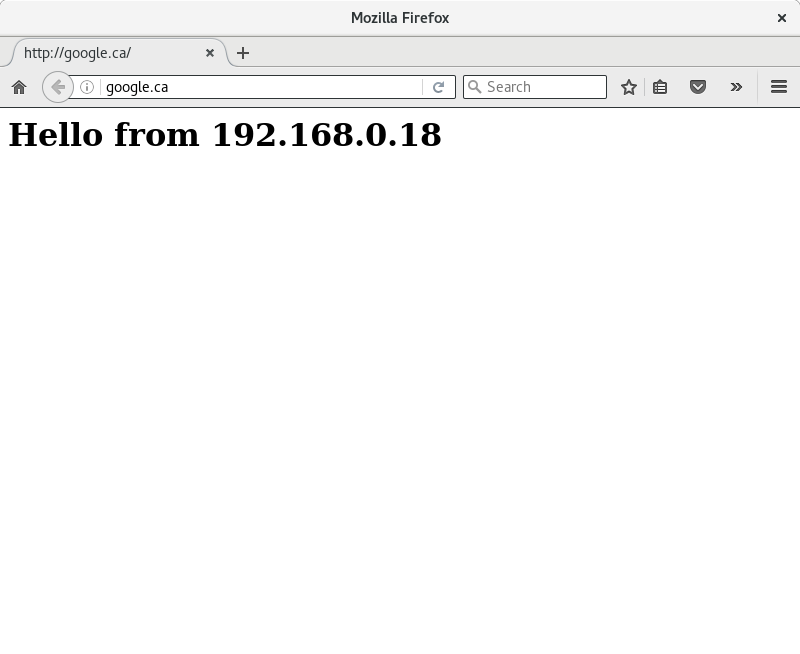 Mozilla Firefox
http://google.ca/
google.ca
Search
Hello from 192.168.0.18